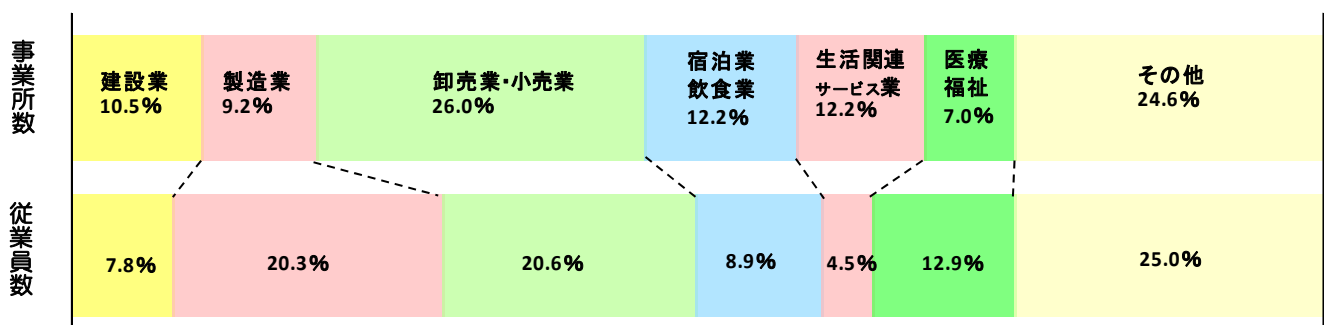 事業所数
建設業
10.5%
製造業
9.2%
卸売業・小売業
26.0%
宿泊業
飲食業
12.2%
生活関連
サービス業
12.2%
医療
福祉
7.0%
その他
24.6%
従業員数
7.8%
20.3%
20.6%
8.9%
4.5%
12.9%
25.0%